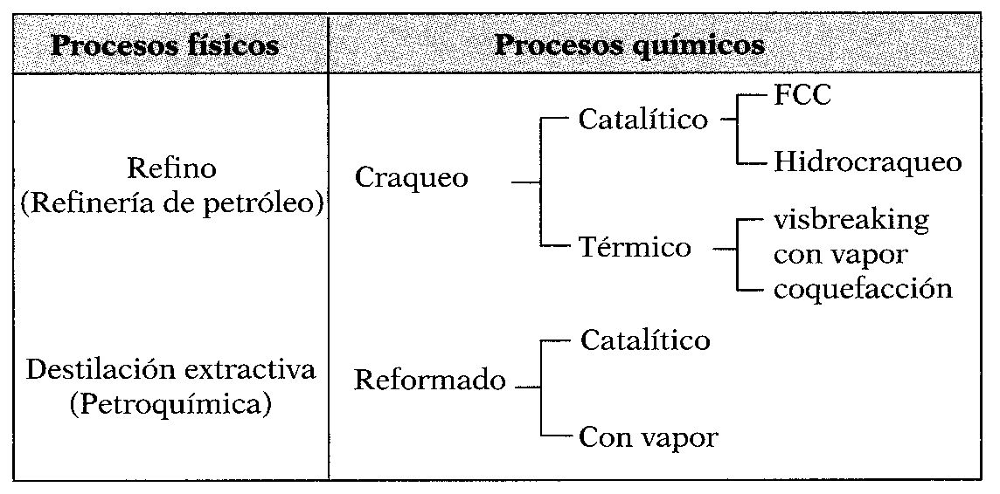 Procesos físicos
Procesos químicos
Refino
(Refinería de petróleo)
Destilación extractiva
(Petroquímica)
Craqueo
Catalítico
FCC
Hidrocraqueo
Térmico
visbreaking
con vapor
coquefacción
Reformado
Catalítico
Con vapor